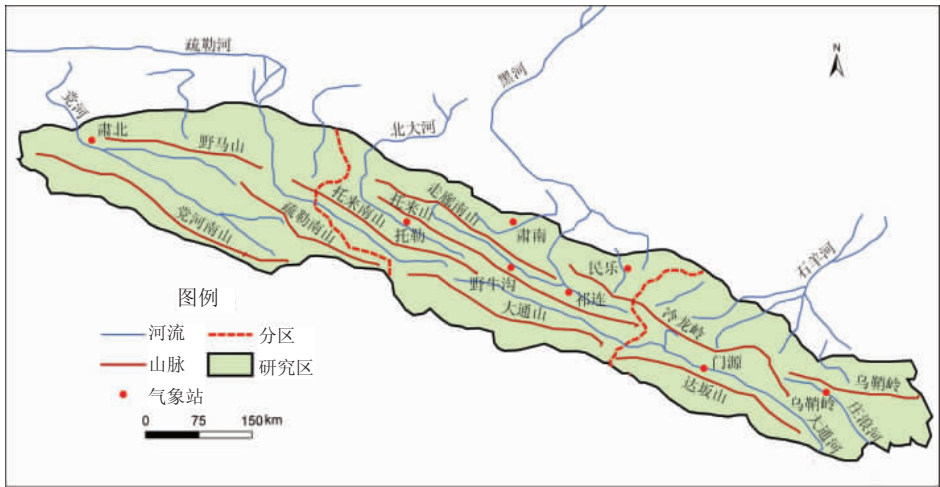 疏勒河
黑河
N
党河
北大河
肃北
野马山
走廊南山
托来山
托来南山
疏勒南山
党河南山
托勒
肃南
石羊河
民乐
野牛沟
祁连
大通山
冷龙岭
门源
达坂山
乌鞘岭
乌鞘岭
庄浪河
大通河
图例
河流
分区
山脉
研究区
气象站
0 75 150 km